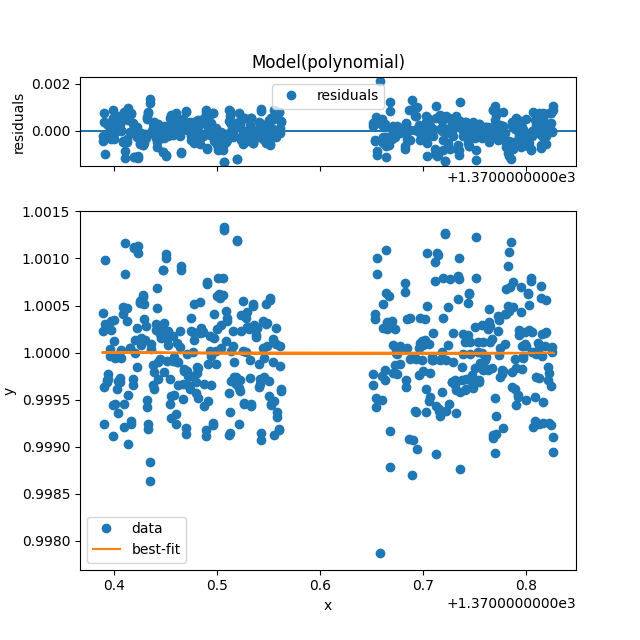 Model(polynomial)
0.002
0.000
residuals
residuals
+1.3700000000e3
1.0015
1.0010
1.0005
1.0000
0.9995
0.9990
0.9985
0.9980
y
data
best-fit
0.4 0.5 0.6 0.7 0.8
x
+1.3700000000e3